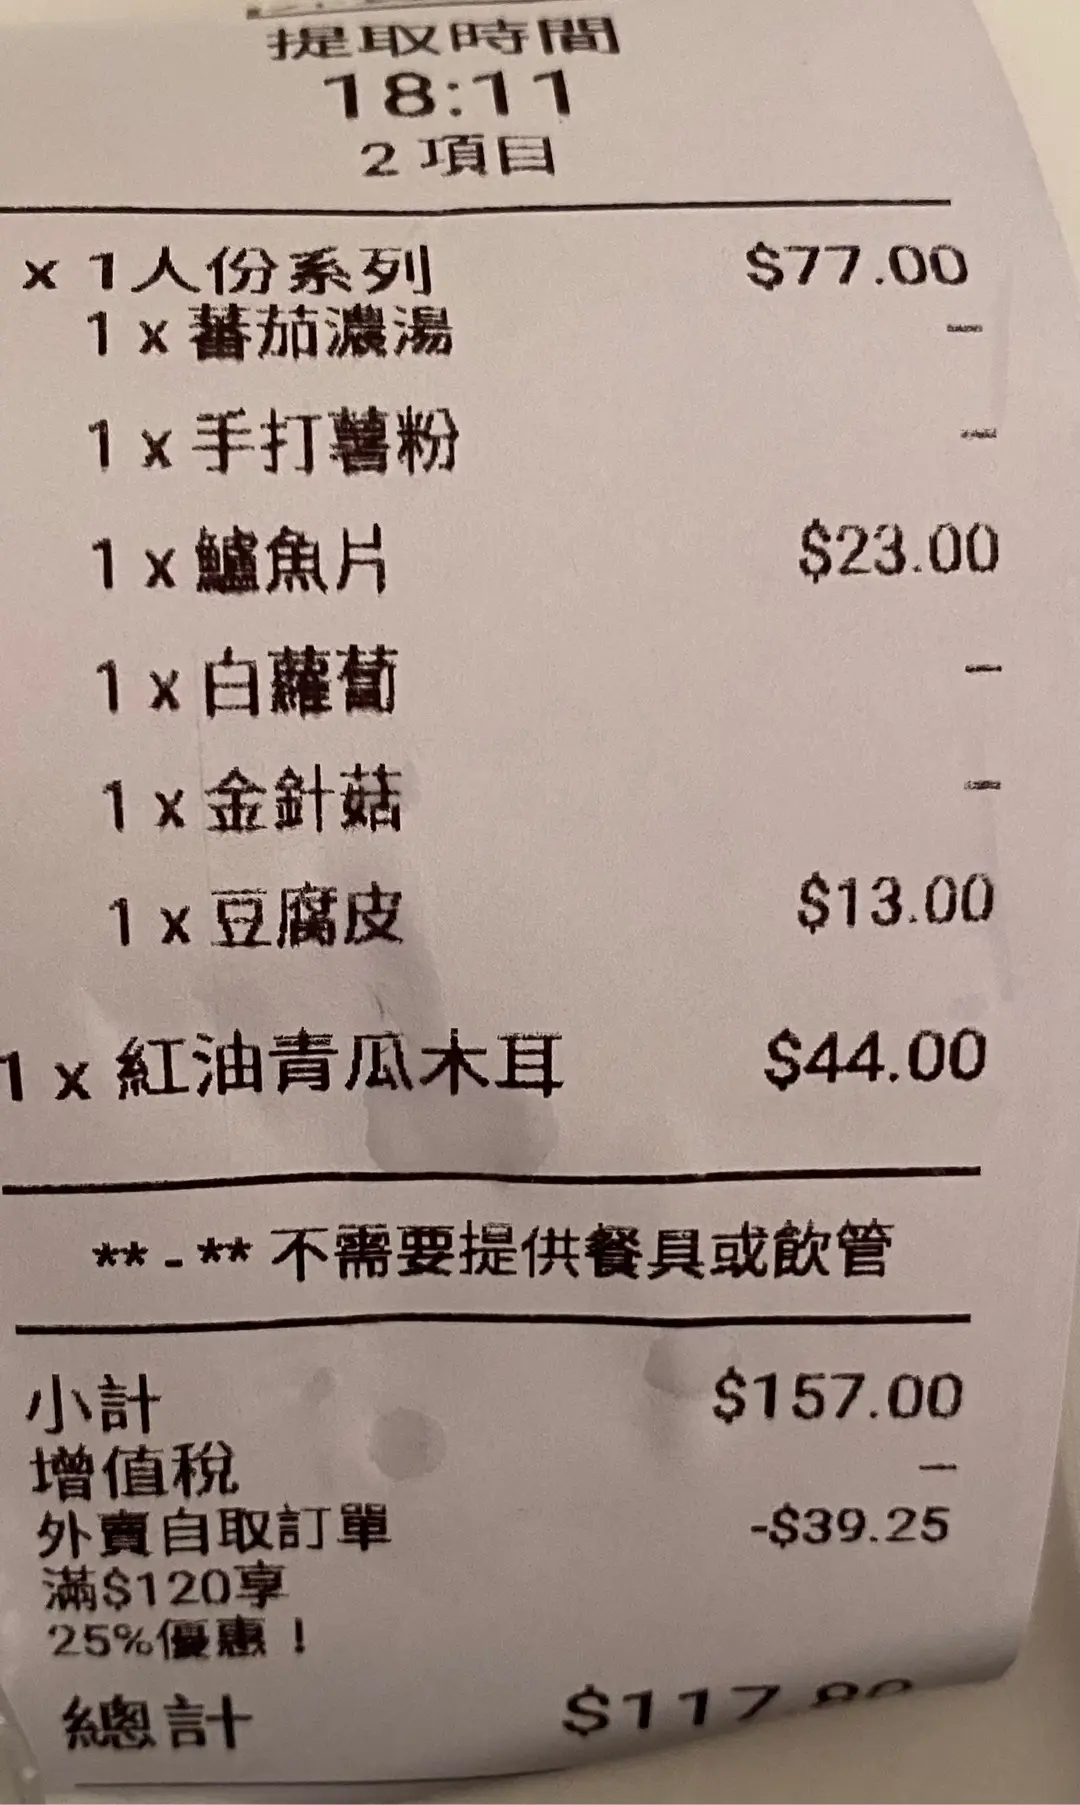 提取時間
18:11
2 項目
x 1人份系列 $77.00
1 x 蕃茄濃湯 –
1 x 手打薯粉 –
1 x 鱸魚片 $23.00
1 x 白蘿蔔 –
1 x 金針菇 –
1 x 豆腐皮 $13.00
1 x 紅油青瓜木耳 $44.00
** - ** 不需要提供餐具或飲管
小計 $157.00
增值稅 –
外賣自取訂單 -$39.25
滿$120享
25%優惠！
總計